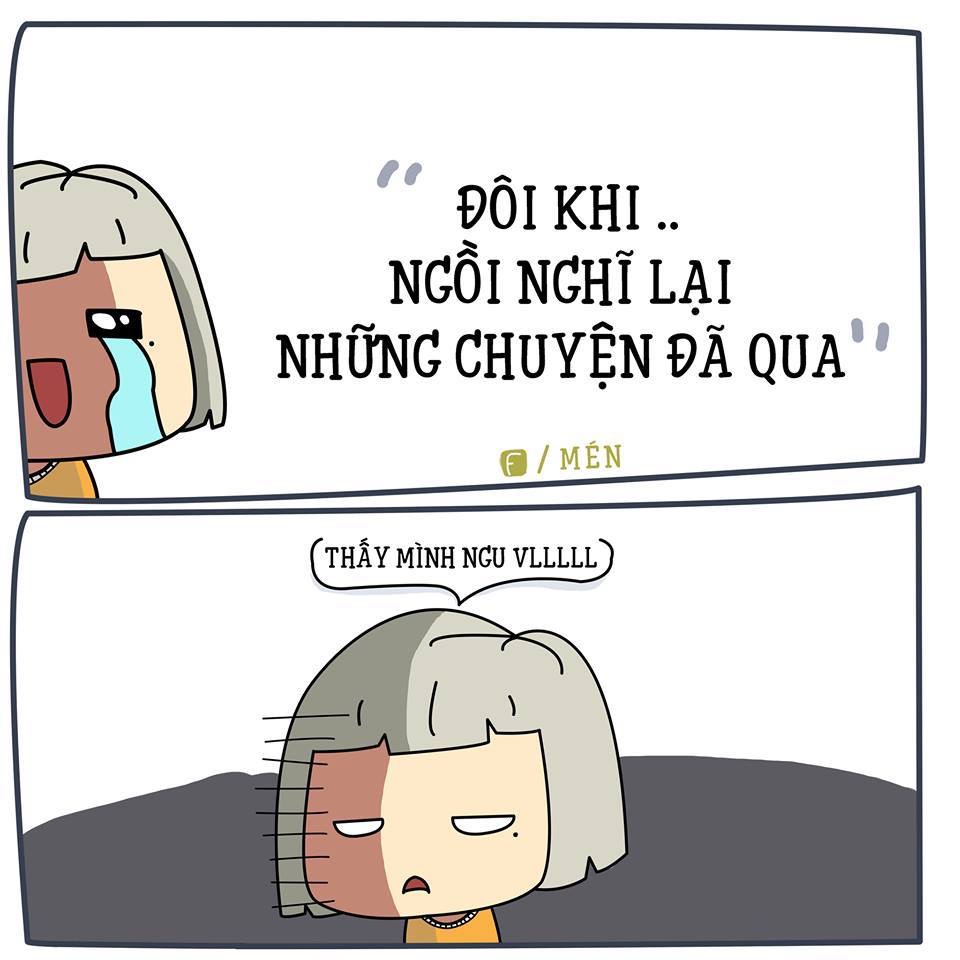 " ĐÔI KHI ..
NGỒI NGHĨ LẠI
NHỮNG CHUYỆN ĐÃ QUA "
F / MÉN
THẤY MÌNH NGU VLLLLL